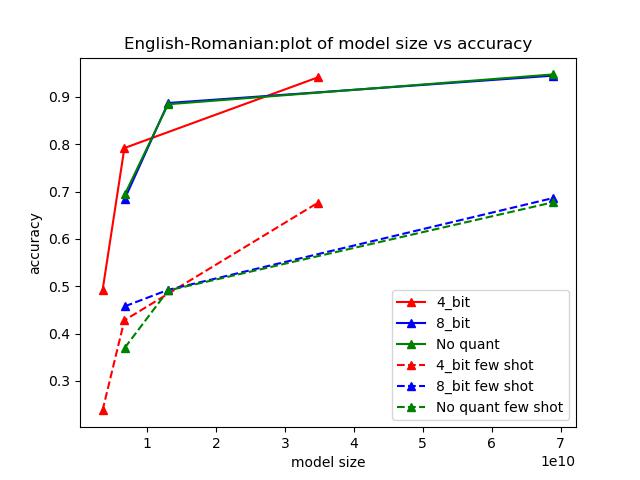 English-Romanian:plot of model size vs accuracy
accuracy
0.9
0.8
0.7
0.6
0.5
0.4
0.3
4_bit
8_bit
No quant
4_bit few shot
8_bit few shot
No quant few shot
1 2 3 4 5 6 7
model size
1e10